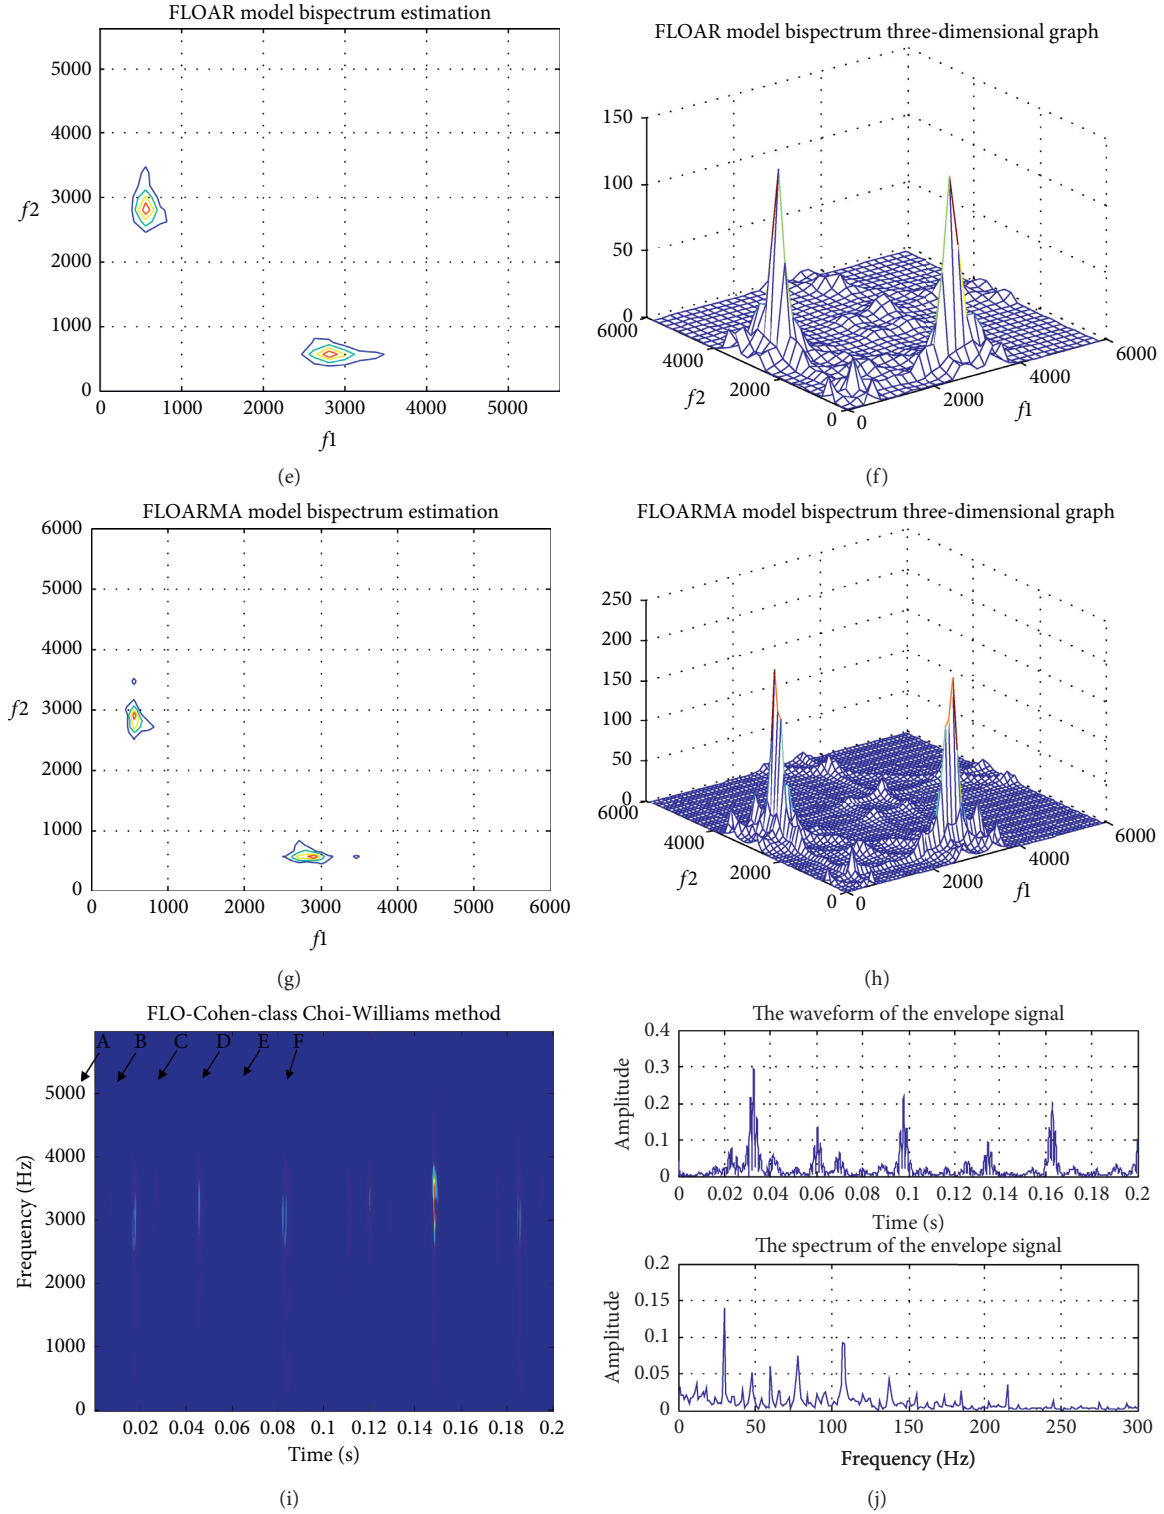 FLOAR model bispectrum estimation
5000
4000
3000
2000
1000
0
f2
0 1000 2000 3000 4000 5000
f1
(e)
FLOAR model bispectrum three-dimensional graph
150
100
50
0
6000
4000
2000
0
f2
0
2000
4000
6000
f1
(f)
FLOARMA model bispectrum estimation
6000
5000
4000
3000
2000
1000
0
f2
0 1000 2000 3000 4000 5000 6000
f1
(g)
FLOARMA model bispectrum three-dimensional graph
250
200
150
100
50
0
6000
4000
2000
0
f2
0
2000
4000
6000
f1
(h)
FLO-Cohen-class Choi-Williams method
A B C D E F
5000
4000
3000
2000
1000
0
Frequency (Hz)
0.02 0.04 0.06 0.08 0.1 0.12 0.14 0.16 0.18 0.2
Time (s)
(i)
The waveform of the envelope signal
0.4
0.3
0.2
0.1
0
Amplitude
0 0.02 0.04 0.06 0.08 0.1 0.12 0.14 0.16 0.18 0.2
Time (s)
The spectrum of the envelope signal
0.2
0.15
0.1
0.05
0
Amplitude
0 50 100 150 200 250 300
Frequency (Hz)
(j)